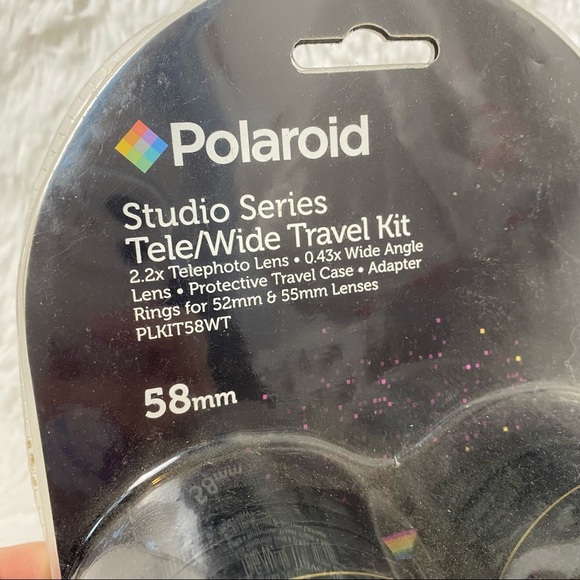 Polaroid
Studio Series
Tele/Wide Travel Kit
2.2x Telephoto Lens • 0.43x Wide Angle
Lens • Protective Travel Case • Adapter
Rings for 52mm & 55mm Lenses
PLKIT58WT
58mm
58mm